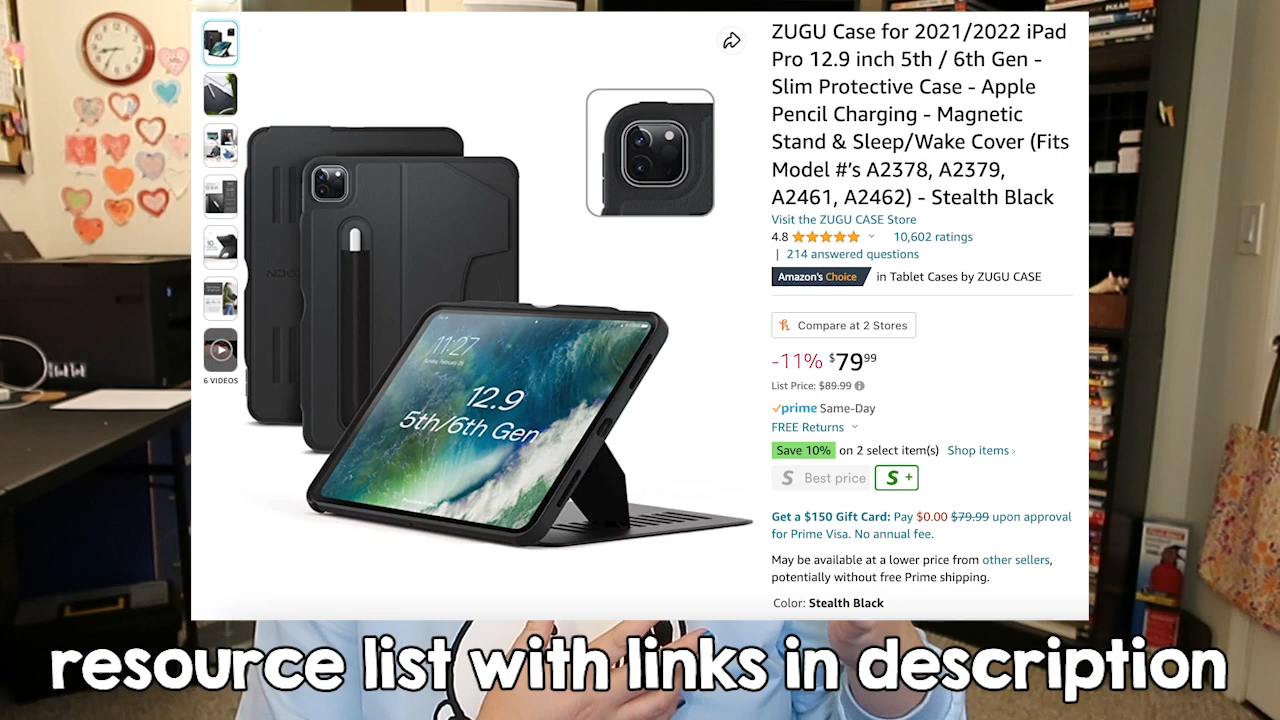 ZUGU Case for 2021/2022 iPad
Pro 12.9 inch 5th / 6th Gen -
Slim Protective Case - Apple
Pencil Charging - Magnetic
Stand & Sleep/Wake Cover (Fits
Model #'s A2378, A2379,
A2461, A2462) - Stealth Black
Visit the ZUGU CASE Store
4.8 10,602 ratings
| 214 answered questions
Amazon's Choice in Tablet Cases by ZUGU CASE
Compare at 2 Stores
-11% $79.99
List Price: $89.99
prime Same-Day
FREE Returns
Save 10% on 2 select item(s) Shop items ›
S Best price S +
Get a $150 Gift Card: Pay $0.00 $79.99 upon approval
for Prime Visa. No annual fee.
May be available at a lower price from other sellers,
potentially without free Prime shipping.
Color: Stealth Black
6 VIDEOS
11:27
12.9
5th/6th Gen
resource list with links in description